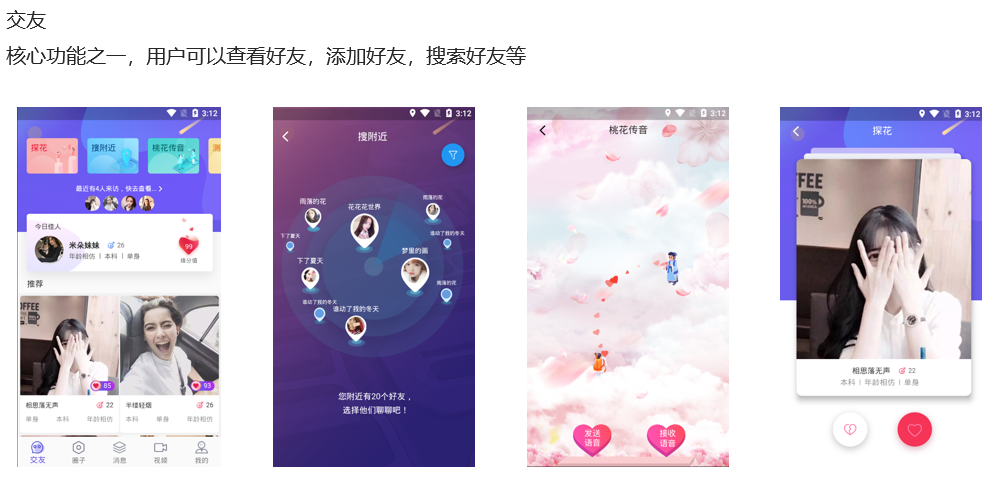 交友
核心功能之一，用户可以查看好友，添加好友，搜索好友等
3:12
探花
搜附近
桃花传音
测
最近有4人来访，快去查看...
今日佳人
米朵妹妹 26
年龄相仿 | 本科 | 单身
99
缘分值
推荐
85
93
相思落无声 22
单身 本科 年龄相仿
半缕轻烟 26
本科 单身 年龄相仿
交友
圈子
消息
视频
我的
3:12
搜附近
雨落的花
花花花世界
雨落的花
下了夏天
谁动了我的冬天
梦里的画
下了夏天
雨落的花
谁动了我的冬天
谁动了我的冬天
您附近有20个好友，
选择他们聊聊吧！
3:12
桃花传音
发送
语音
接收
语音
3:12
探花
FFEE
100%
相思落无声 22
本科 | 年龄相仿 | 单身